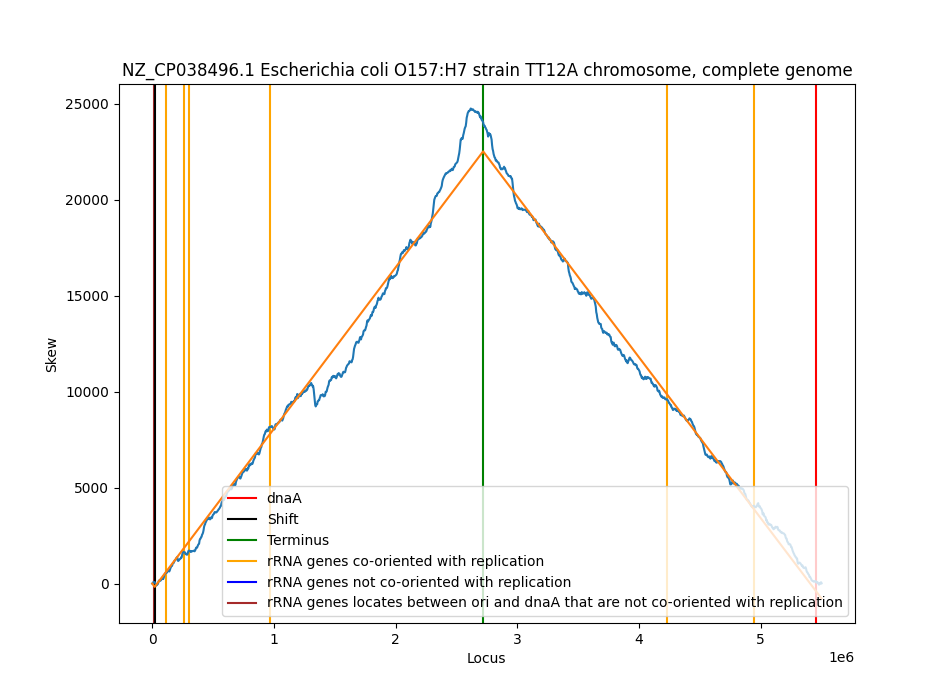 NZ_CP038496.1 Escherichia coli O157:H7 strain TT12A chromosome, complete genome
25000
20000
15000
10000
5000
0
Skew
dnaA
Shift
Terminus
rRNA genes co-oriented with replication
rRNA genes not co-oriented with replication
rRNA genes locates between ori and dnaA that are not co-oriented with replication
0 1 2 3 4 5
1e6
Locus